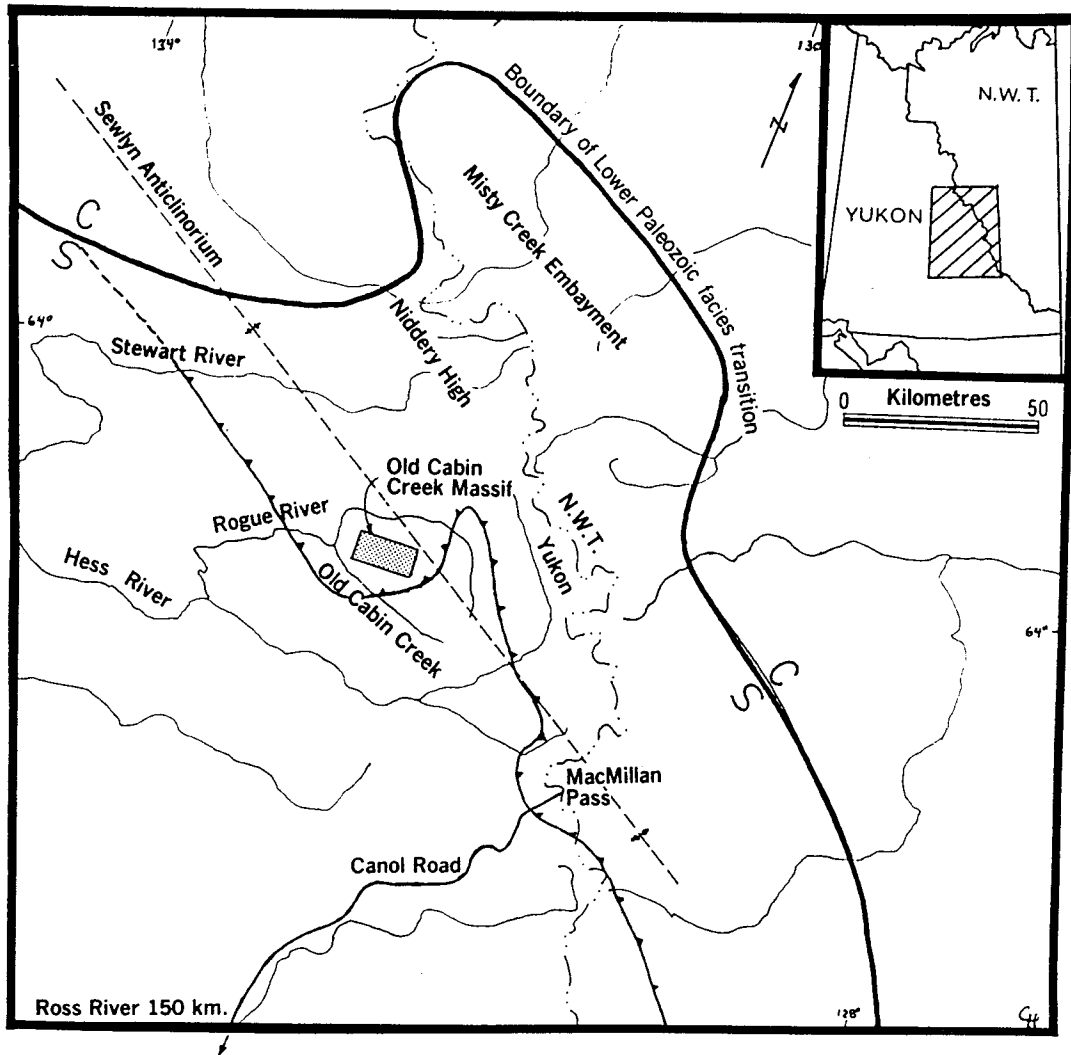 134°
130
N
N.W.T.
YUKON
0 Kilometres 50
Boundary of Lower Paleozoic facies transition
Sewlyn Anticlinorium
Misty Creek Embayment
C
S
64°
Niddery High
Stewart River
Old Cabin
Creek Massif
Rogue River
N.W.T.
Yukon
Hess River
Old Cabin Creek
64°
C
S
MacMillan
Pass
Canol Road
Ross River 150 km.
128°
CH